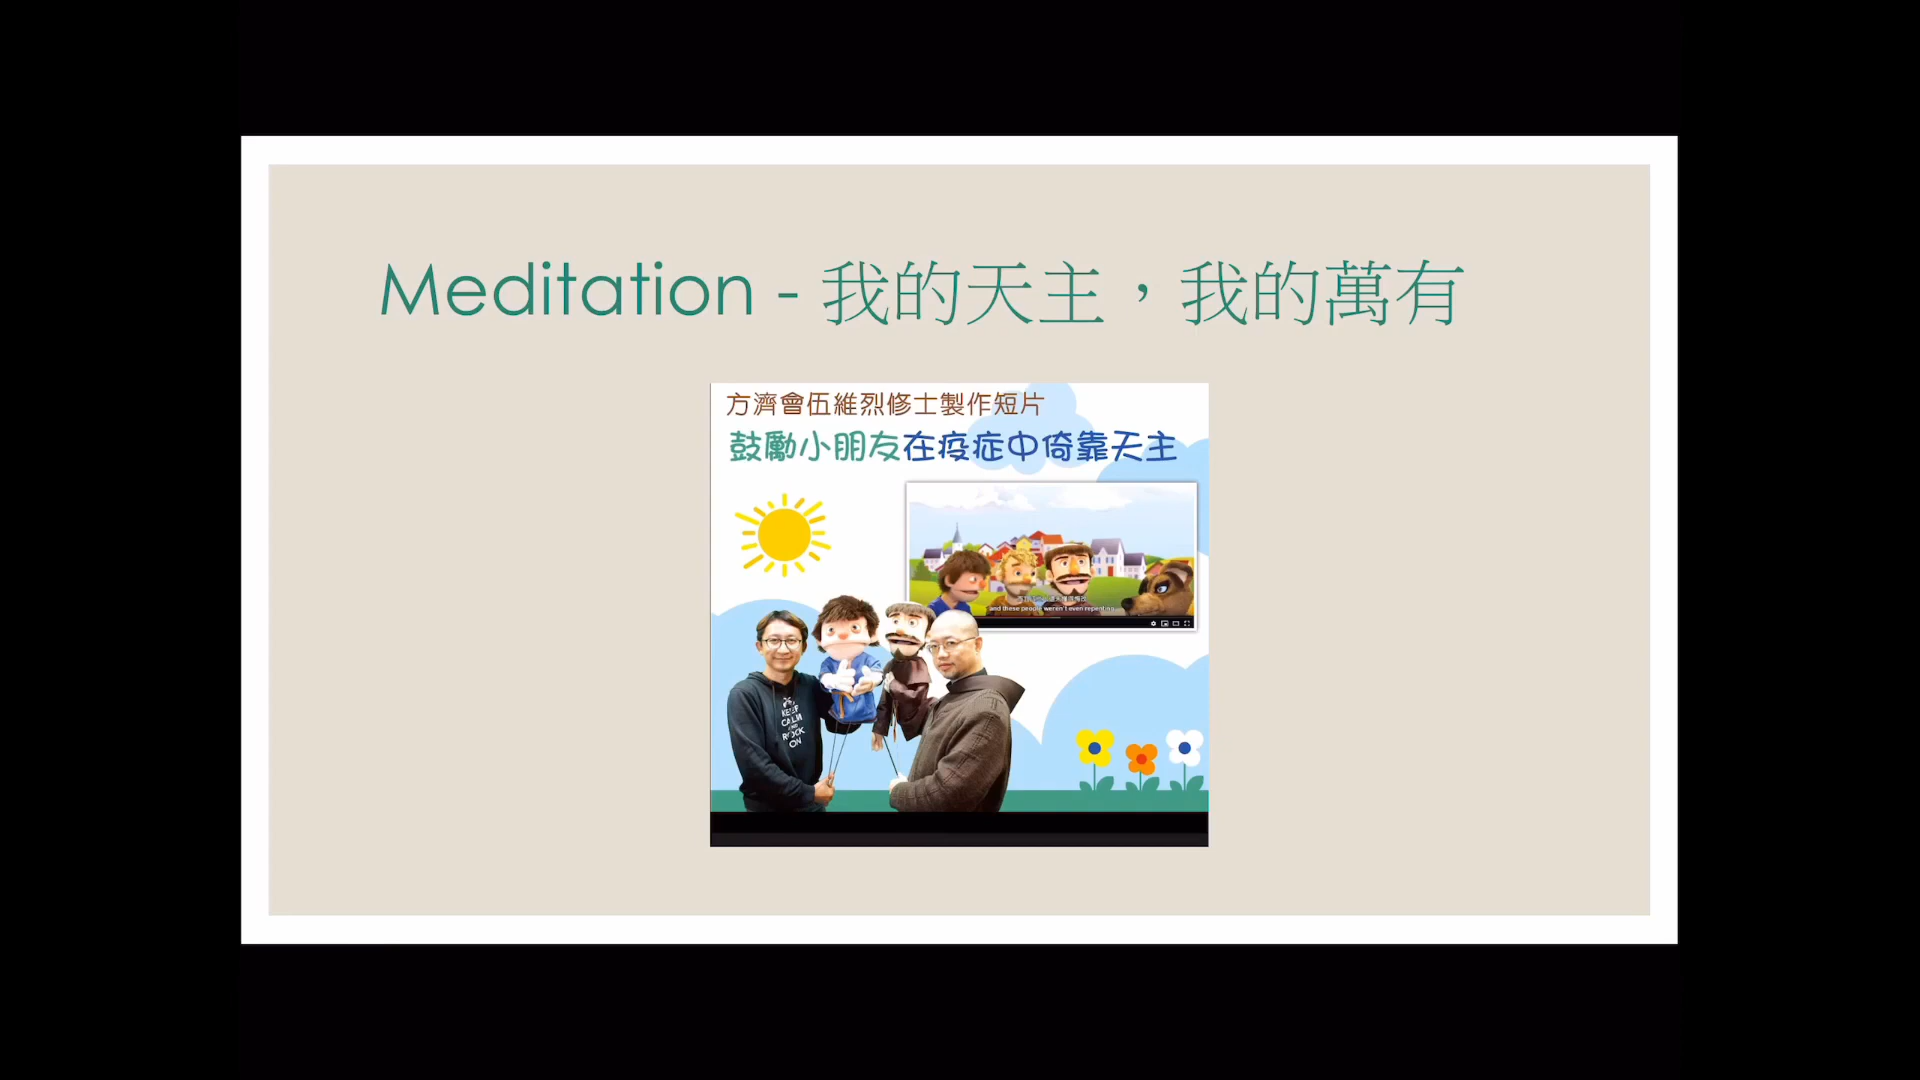 Meditation - 我的天主，我的萬有
方濟會伍維烈修士製作短片
鼓勵小朋友在疫症中倚靠天主
and these people weren't even repenting
KEEP
CALM
AND
ROCK
ON